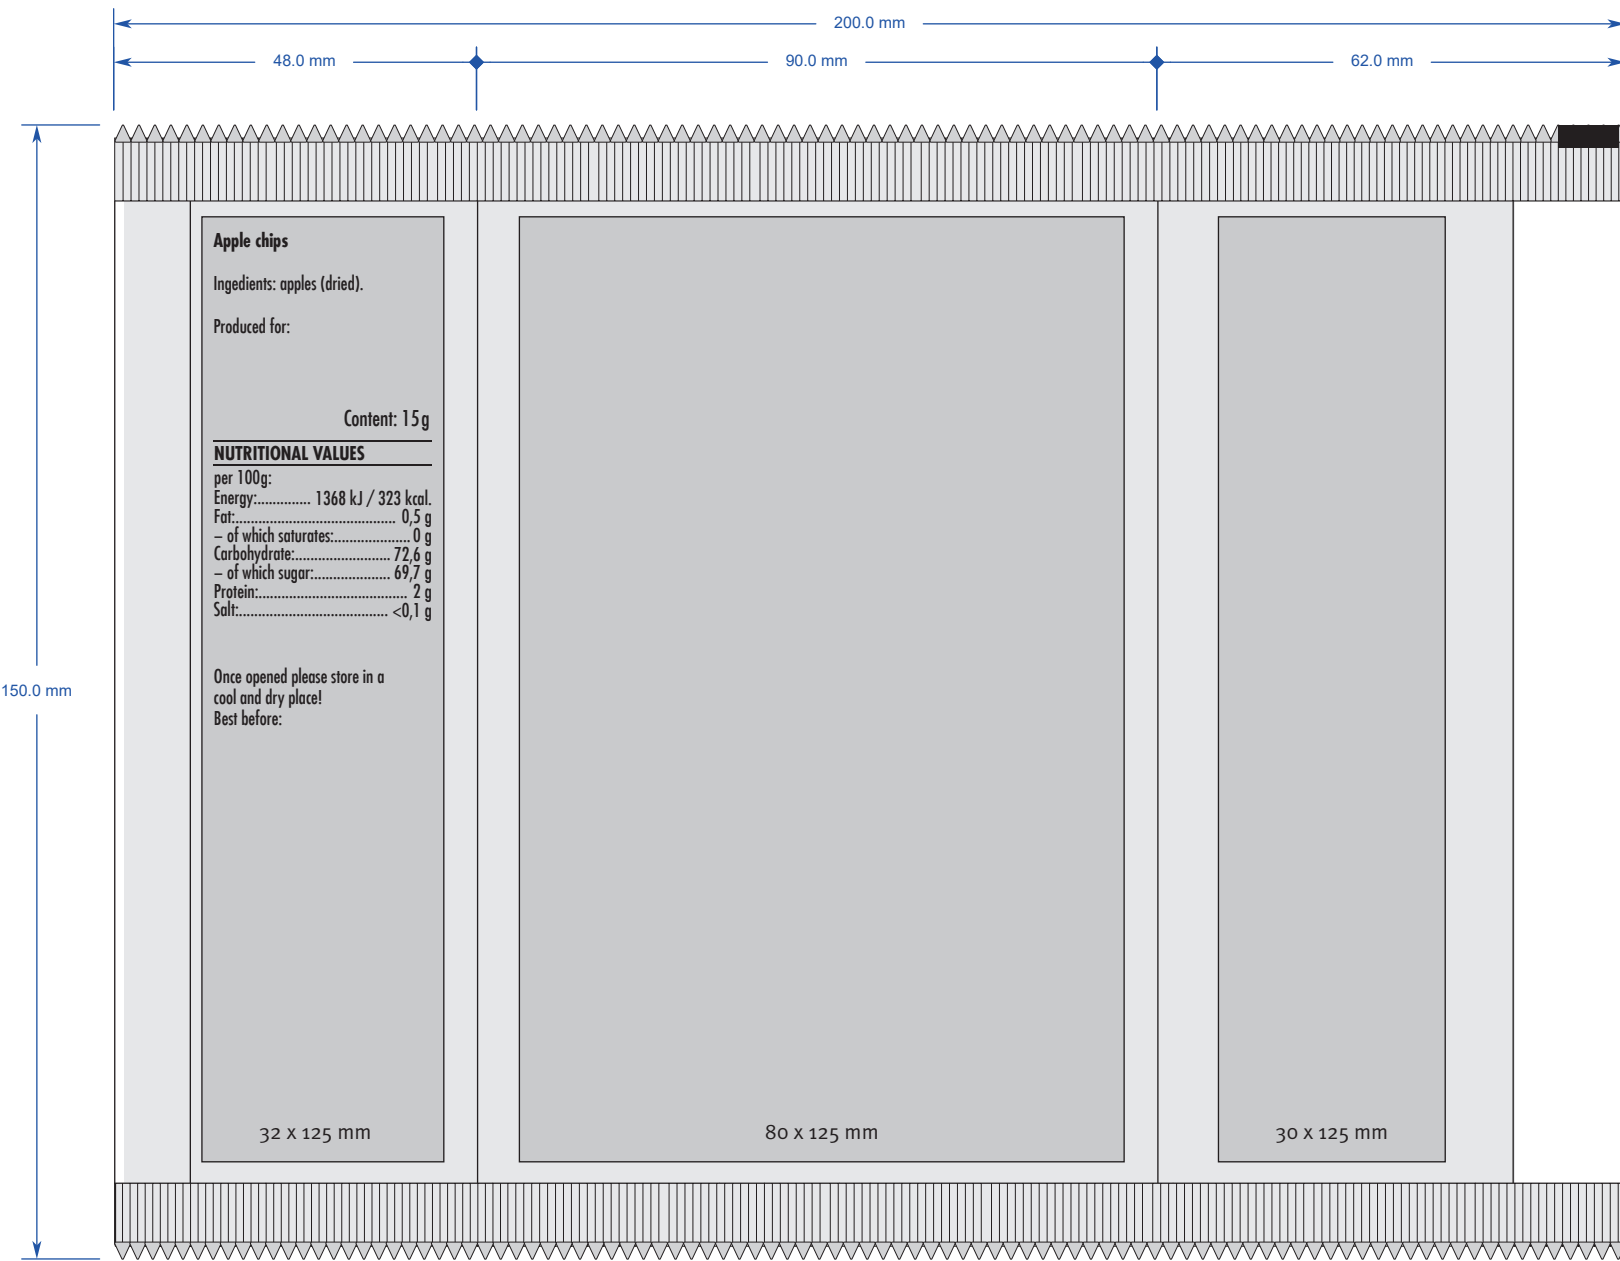 200.0 mm
48.0 mm
90.0 mm
62.0 mm
150.0 mm
Apple chips
Ingedients: apples (dried).
Produced for:
Content: 15g
NUTRITIONAL VALUES
per 100g:
Energy:.............. 1368 kJ / 323 kcal.
Fat:.......................................... 0,5 g
– of which saturates:.................... 0 g
Carbohydrate:......................... 72,6 g
– of which sugar:.................... 69,7 g
Protein:....................................... 2 g
Salt:....................................... <0,1 g
Once opened please store in a
cool and dry place!
Best before:
32 x 125 mm
80 x 125 mm
30 x 125 mm